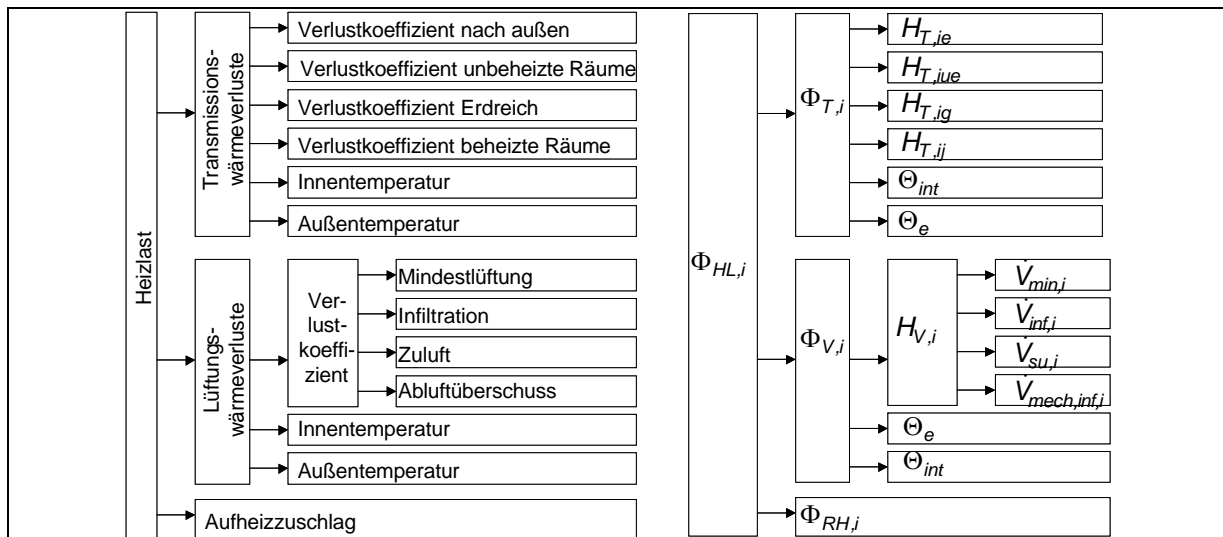 Heizlast
Transmissions-
wärmeverluste
Verlustkoeffizient nach außen
Verlustkoeffizient unbeheizte Räume
Verlustkoeffizient Erdreich
Verlustkoeffizient beheizte Räume
Innentemperatur
Außentemperatur
Lüftungs-
wärmeverluste
Ver-
lust-
koeffi-
zient
Mindestlüftung
Infiltration
Zuluft
Abluftüberschuss
Innentemperatur
Außentemperatur
Aufheizzuschlag
Φ_HL,i
Φ_T,i
H_T,ie
H_T,iue
H_T,ig
H_T,ij
Θ_int
Θ_e
Φ_V,i
H_V,i
V̇_min,i
V̇_inf,i
V̇_su,i
V̇_mech,inf,i
Θ_e
Θ_int
Φ_RH,i